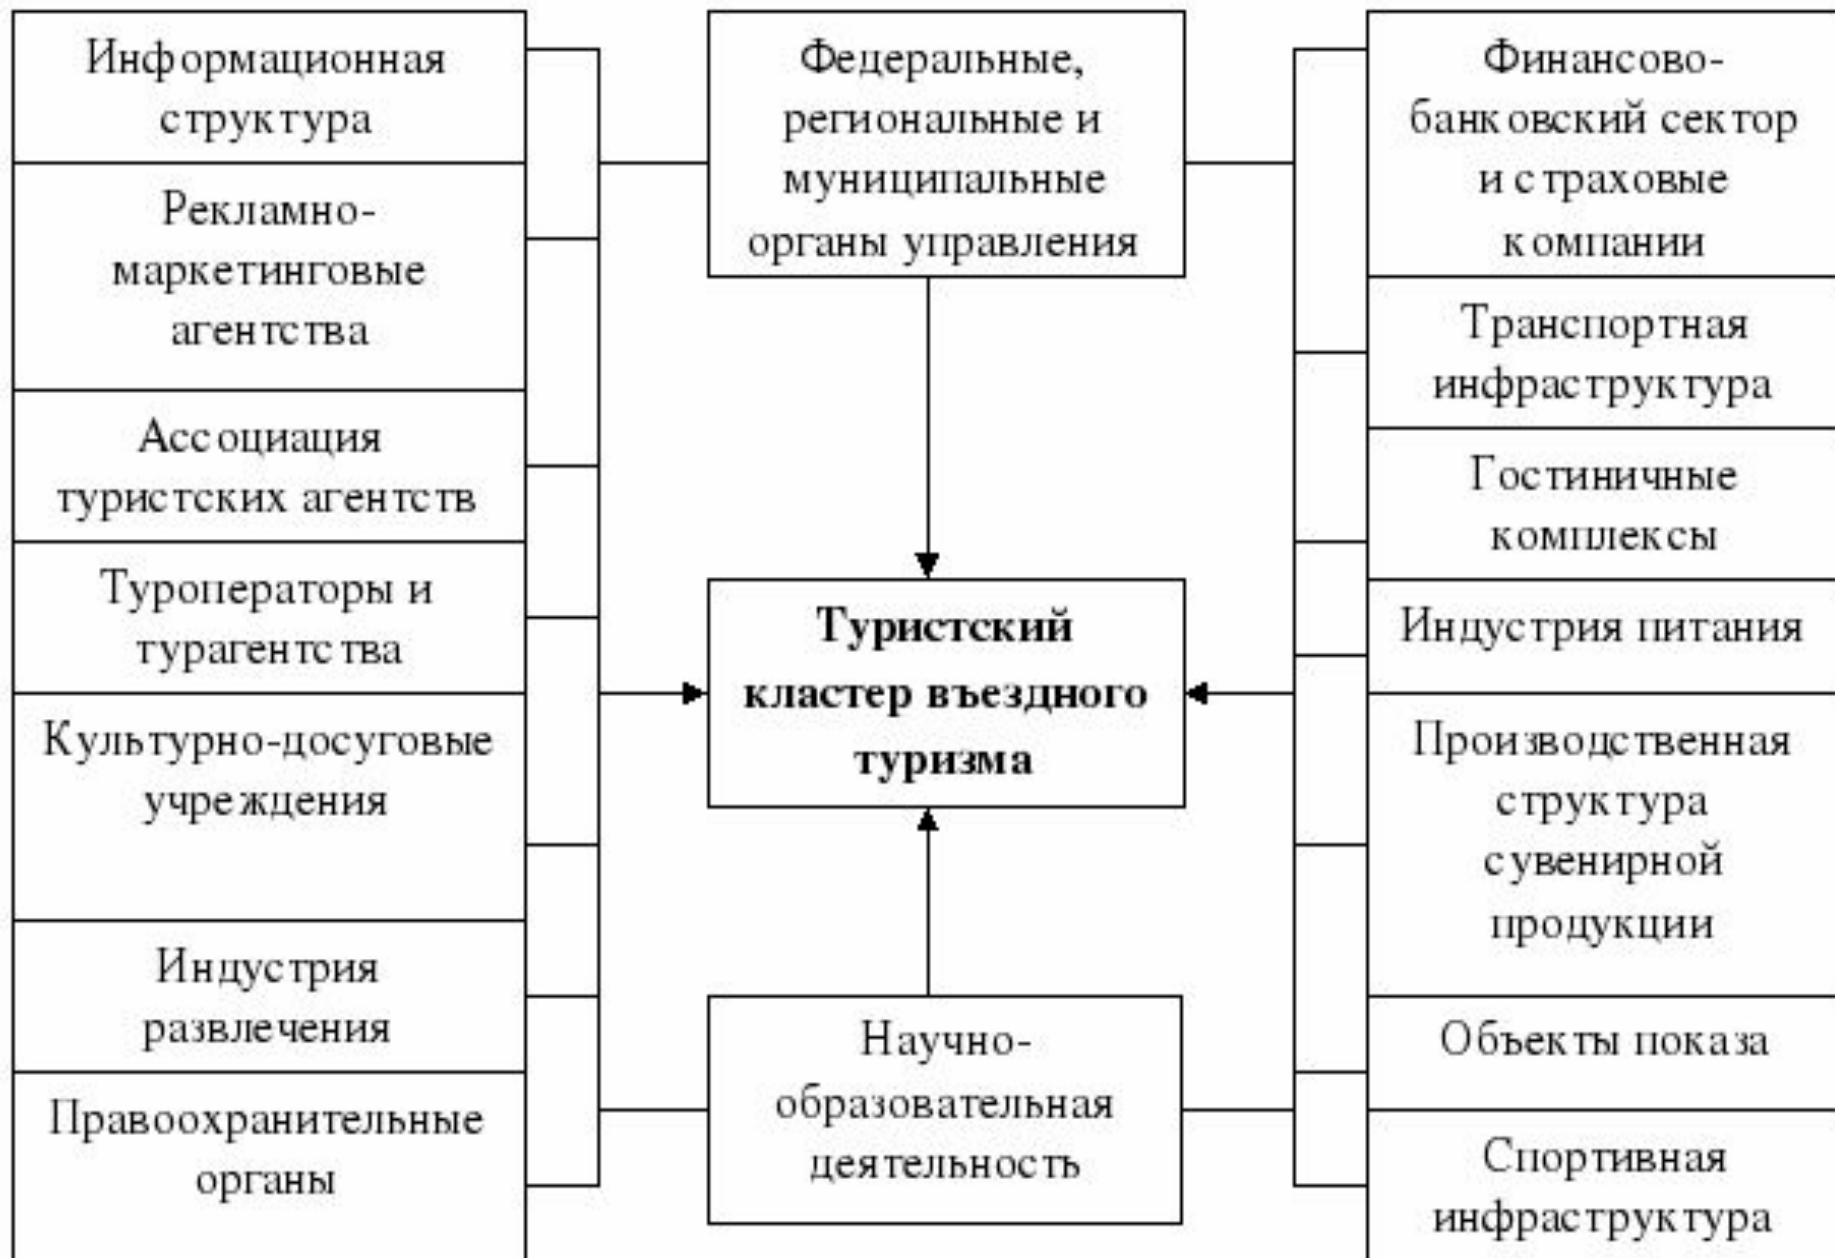 Информационная
структура
Рекламно-
маркетинговые
агентства
Ассоциация
туристских агентств
Туроператоры и
турагентства
Культурно-досуговые
учреждения
Индустрия
развлечения
Правоохранительные
органы
Федеральные,
региональные и
муниципальные
органы управления
Туристский
кластер въездного
туризма
Научно-
образовательная
деятельность
Финансово-
банковский сектор
и страховые
компании
Транспортная
инфраструктура
Гостиничные
комплексы
Индустрия питания
Производственная
структура
сувенирной
продукции
Объекты показа
Спортивная
инфраструктура